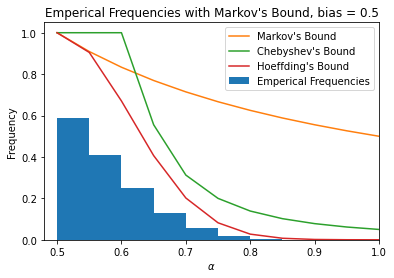 Emperical Frequencies with Markov's Bound, bias = 0.5
Markov's Bound
Chebyshev's Bound
Hoeffding's Bound
Emperical Frequencies
Frequency
1.0
0.8
0.6
0.4
0.2
0.0
0.5 0.6 0.7 0.8 0.9 1.0
α